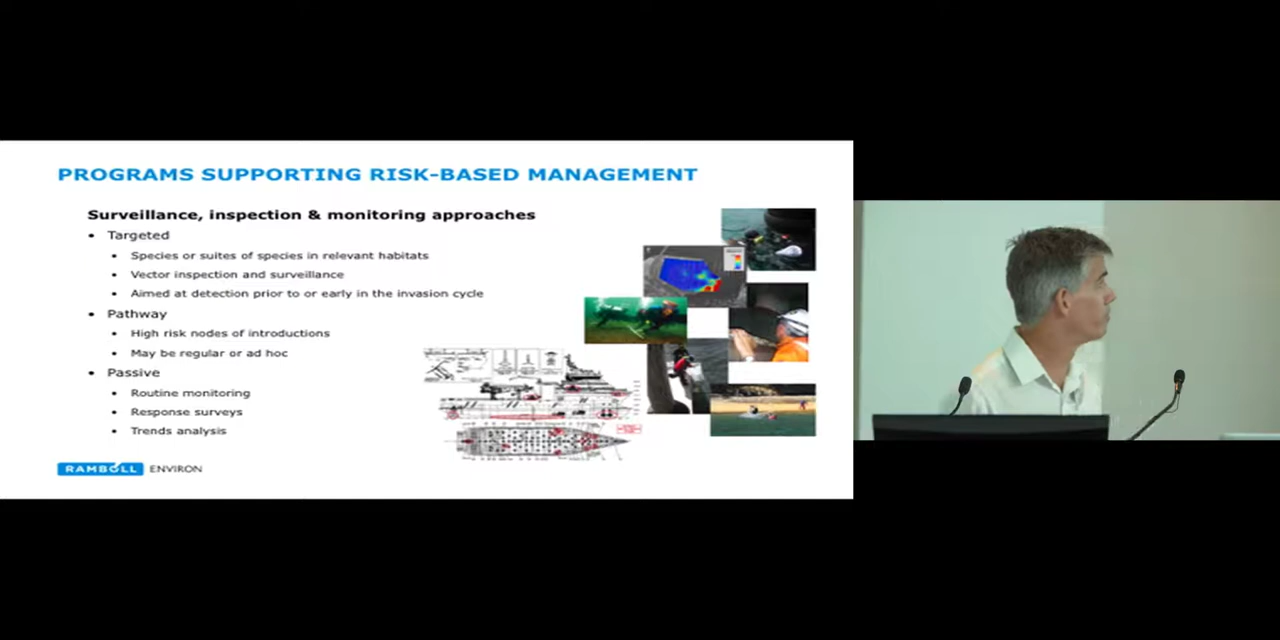 PROGRAMS SUPPORTING RISK-BASED MANAGEMENT
Surveillance, inspection & monitoring approaches
• Targeted
• Species or suites of species in relevant habitats
• Vector inspection and surveillance
• Aimed at detection prior to or early in the invasion cycle
• Pathway
• High risk nodes of introductions
• May be regular or ad hoc
• Passive
• Routine monitoring
• Response surveys
• Trends analysis
RAMBOLL ENVIRON